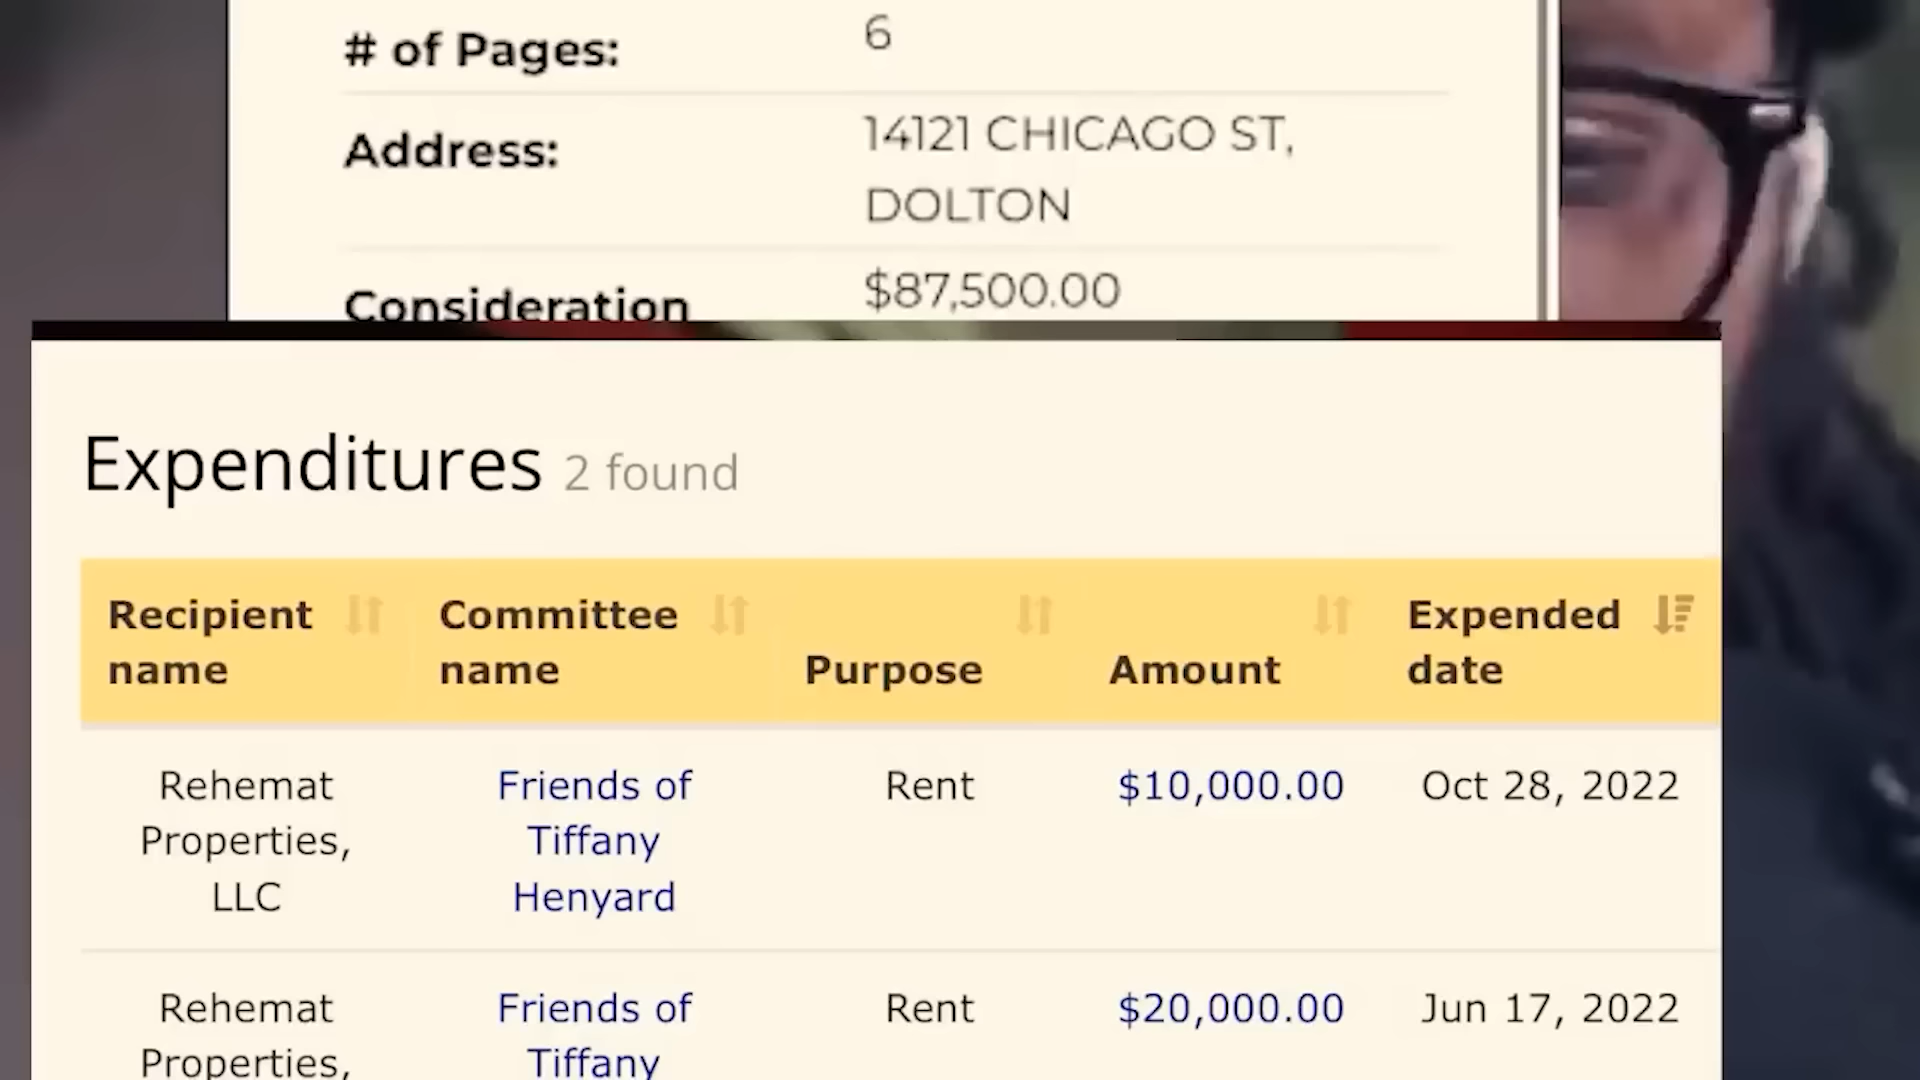 # of Pages: 6
Address: 14121 CHICAGO ST,
DOLTON
Consideration $87,500.00
Expenditures 2 found
Recipient name Committee name Purpose Amount Expended date
Rehemat Friends of Rent $10,000.00 Oct 28, 2022
Properties, Tiffany
LLC Henyard
Rehemat Friends of Rent $20,000.00 Jun 17, 2022
Properties, Tiffany